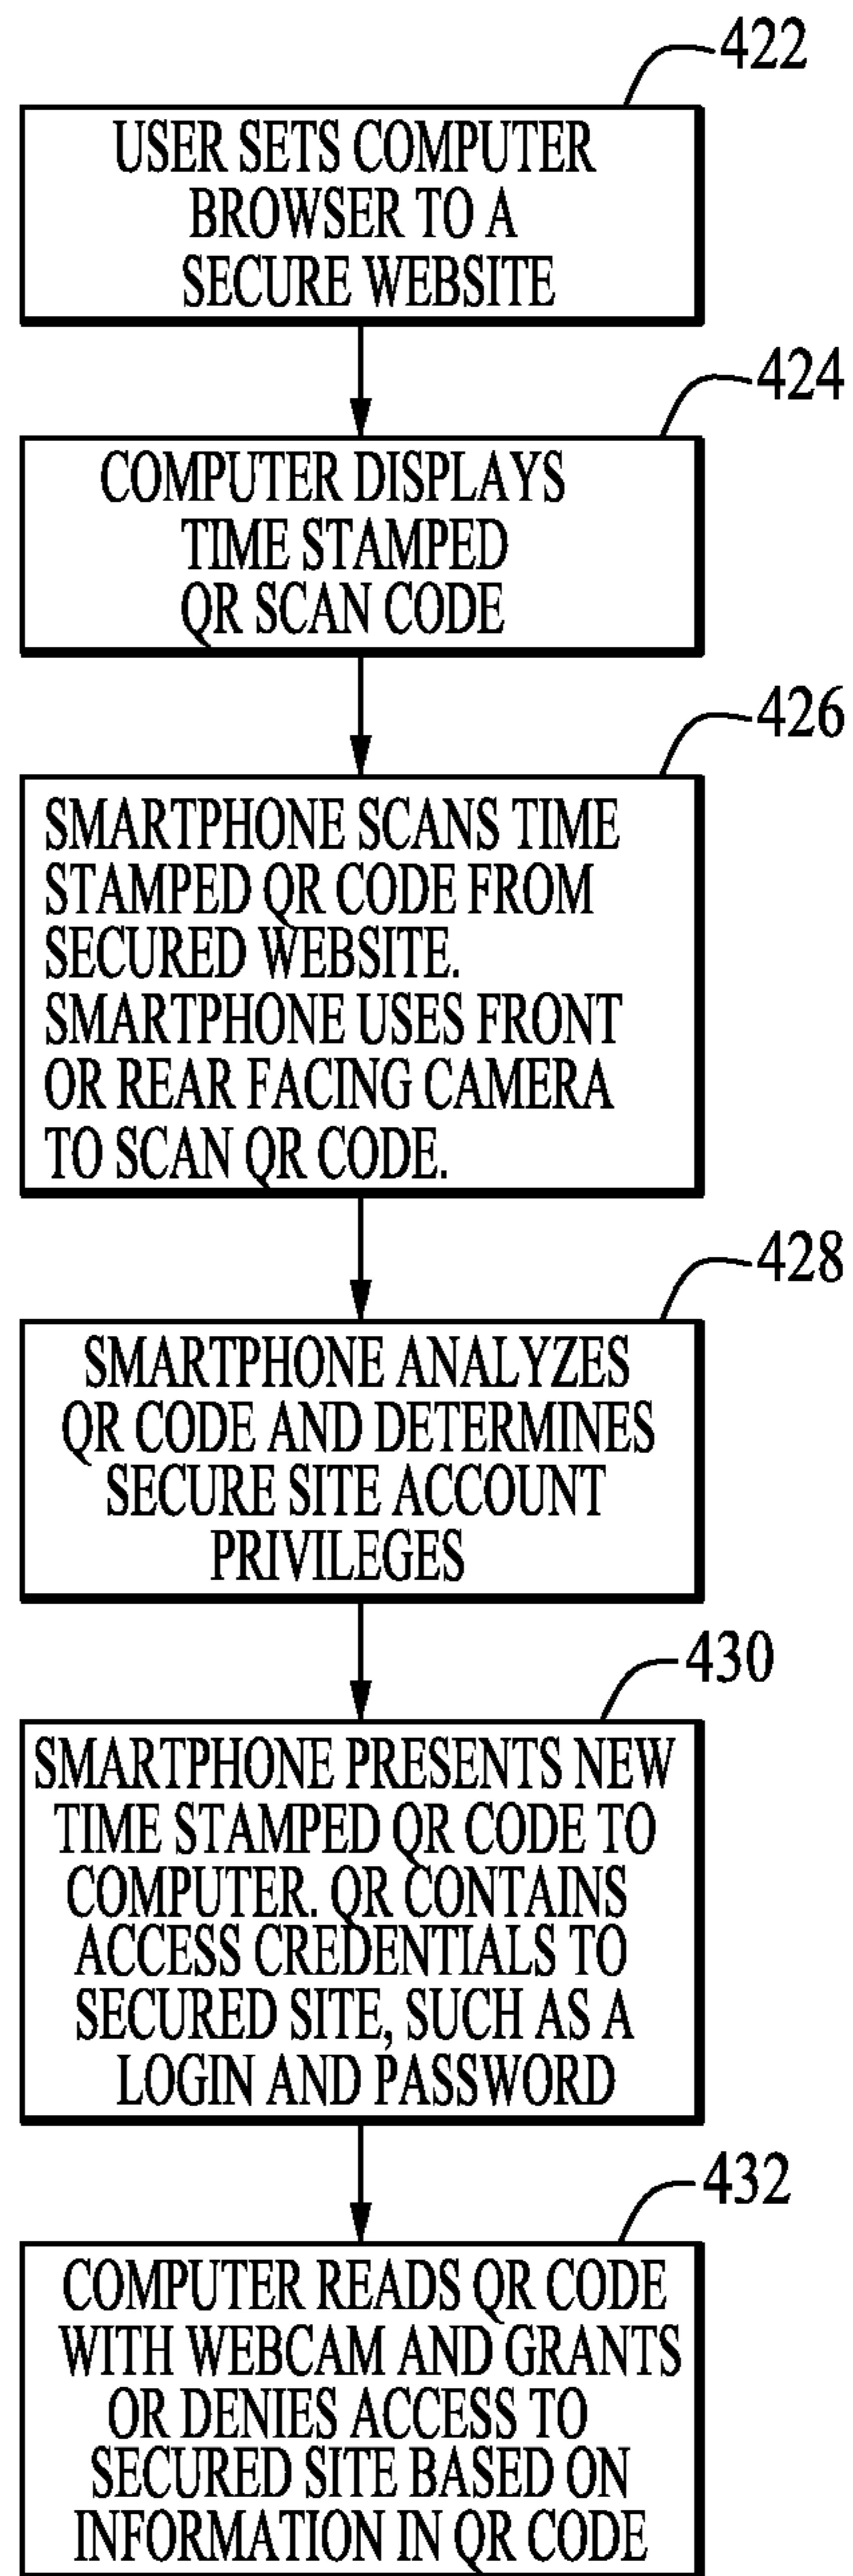 422
USER SETS COMPUTER
BROWSER TO A
SECURE WEBSITE
424
COMPUTER DISPLAYS
TIME STAMPED
QR SCAN CODE
426
SMARTPHONE SCANS TIME
STAMPED QR CODE FROM
SECURED WEBSITE.
SMARTPHONE USES FRONT
OR REAR FACING CAMERA
TO SCAN QR CODE.
428
SMARTPHONE ANALYZES
QR CODE AND DETERMINES
SECURE SITE ACCOUNT
PRIVILEGES
430
SMARTPHONE PRESENTS NEW
TIME STAMPED QR CODE TO
COMPUTER. QR CONTAINS
ACCESS CREDENTIALS TO
SECURED SITE, SUCH AS A
LOGIN AND PASSWORD
432
COMPUTER READS QR CODE
WITH WEBCAM AND GRANTS
OR DENIES ACCESS TO
SECURED SITE BASED ON
INFORMATION IN QR CODE